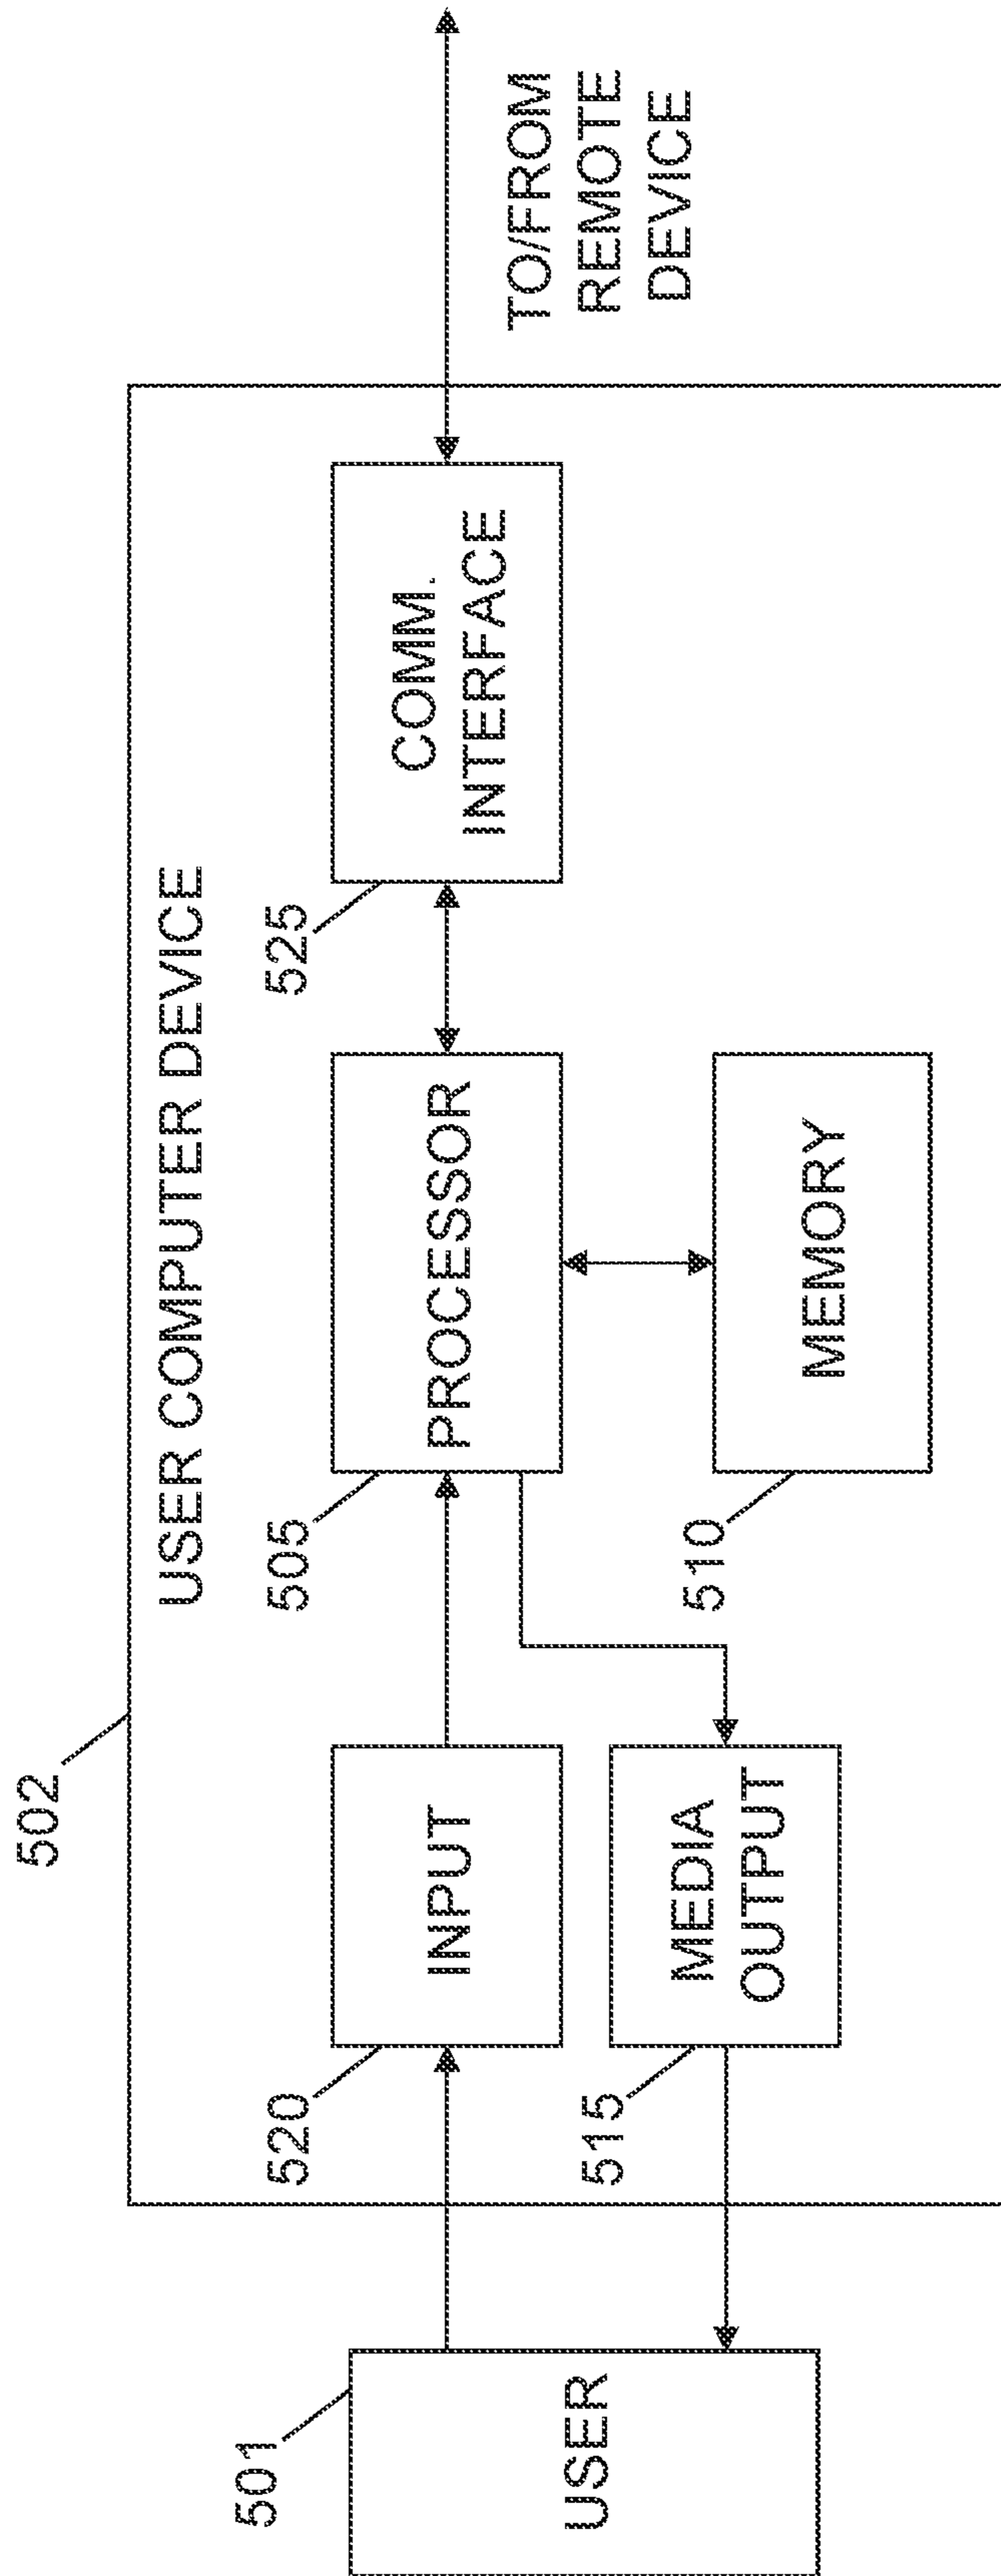 502
USER COMPUTER DEVICE
501
USER
520
INPUT
515
MEDIA
OUTPUT
505
PROCESSOR
510
MEMORY
525
COMM.
INTERFACE
TO/FROM
REMOTE
DEVICE